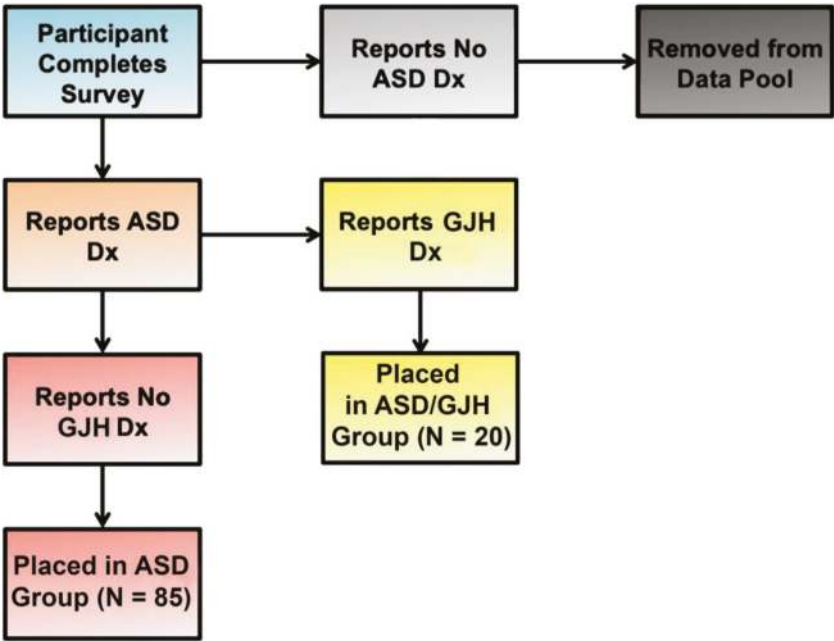 Participant
Completes
Survey
Reports No
ASD Dx
Removed from
Data Pool
Reports ASD
Dx
Reports GJH
Dx
Reports No
GJH Dx
Placed
in ASD/GJH
Group (N = 20)
Placed in ASD
Group (N = 85)